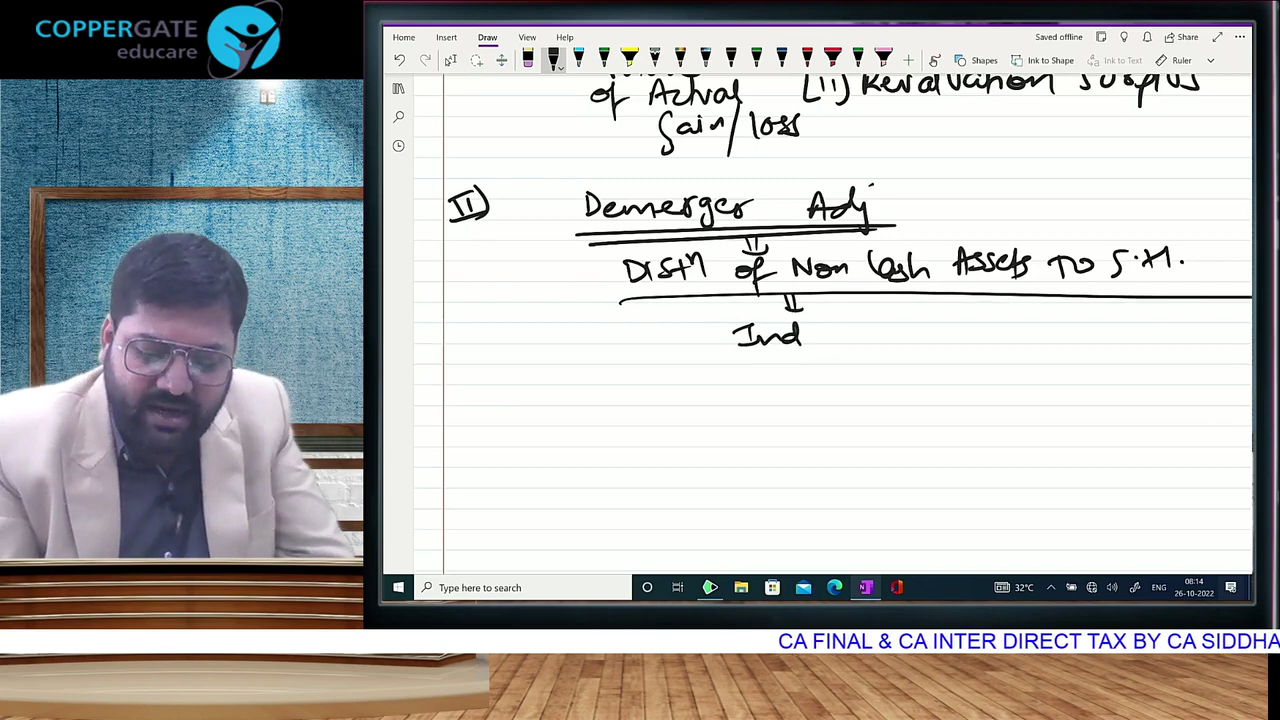 COPPERGATE
educare
Home Insert Draw View Help
Saved offline
Share
Shapes
Ink to Shape
Ink to Text
Ruler
of Actual (ii) Revaluation Surplus
Gain/loss
II) Demerger Adj
Distn of Non Cash Assets To S.H.
Ind
Type here to search
32°C
ENG
08:14
26-10-2022
CA FINAL & CA INTER DIRECT TAX BY CA SIDDHA